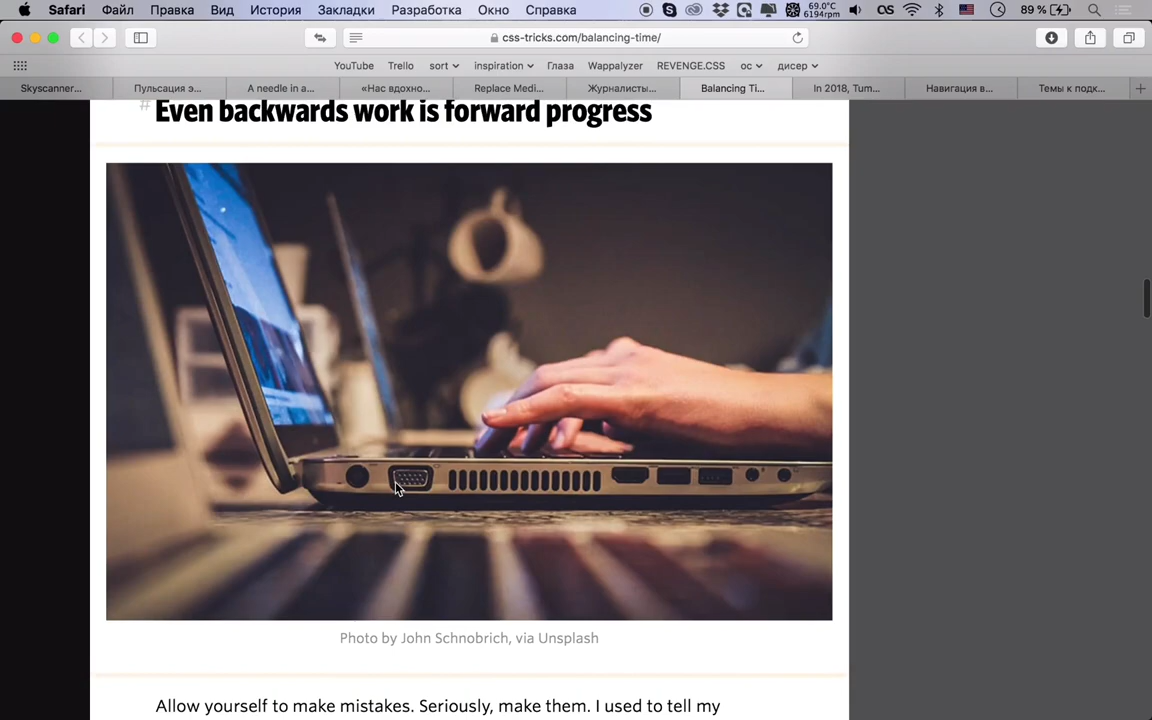 Safari Файл Правка Вид История Закладки Разработка Окно Справка 69.0°C 6194rpm 89 %
css-tricks.com/balancing-time/
YouTube Trello sort inspiration Глаза Wappalyzer REVENGE.CSS ос дисер
Skyscanner... Пульсация э... A needle in a... «Нас вдохно... Replace Medi... Журналисты... Balancing Ti... In 2018, Tum... Навигация в... Темы к подк...
# Even backwards work is forward progress
Photo by John Schnobrich, via Unsplash
Allow yourself to make mistakes. Seriously, make them. I used to tell my